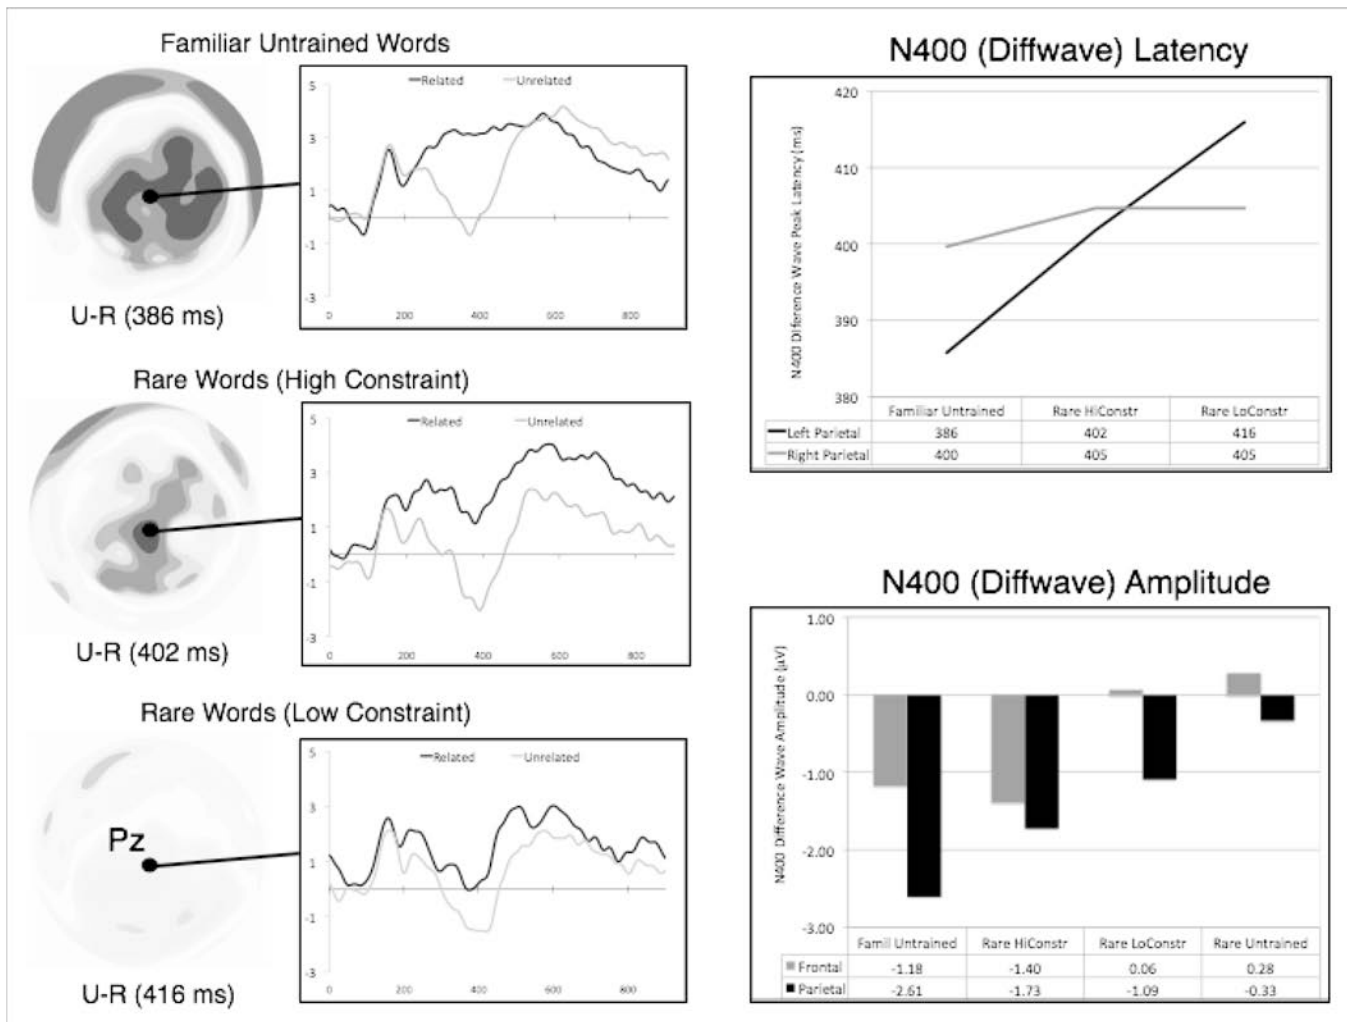 Familiar Untrained Words
Related Unrelated
5
3
1
-1
-3
0 200 400 600 800
U-R (386 ms)
Rare Words (High Constraint)
Related Unrelated
5
3
1
-1
-3
0 200 400 600 800
U-R (402 ms)
Rare Words (Low Constraint)
Related Unrelated
5
3
1
-1
-3
0 200 400 600 800
Pz
U-R (416 ms)
N400 (Diffwave) Latency
N400 Diference Wave Peak Latency (ms)
420
410
400
390
380
Familiar Untrained Rare HiConstr Rare LoConstr
Left Parietal 386 402 416
Right Parietal 400 405 405
N400 (Diffwave) Amplitude
N400 Difference Wave Amplitude (µV)
1.00
0.00
-1.00
-2.00
-3.00
Famil Untrained Rare HiConstr Rare LoConstr Rare Untrained
Frontal -1.18 -1.40 0.06 0.28
Parietal -2.61 -1.73 -1.09 -0.33